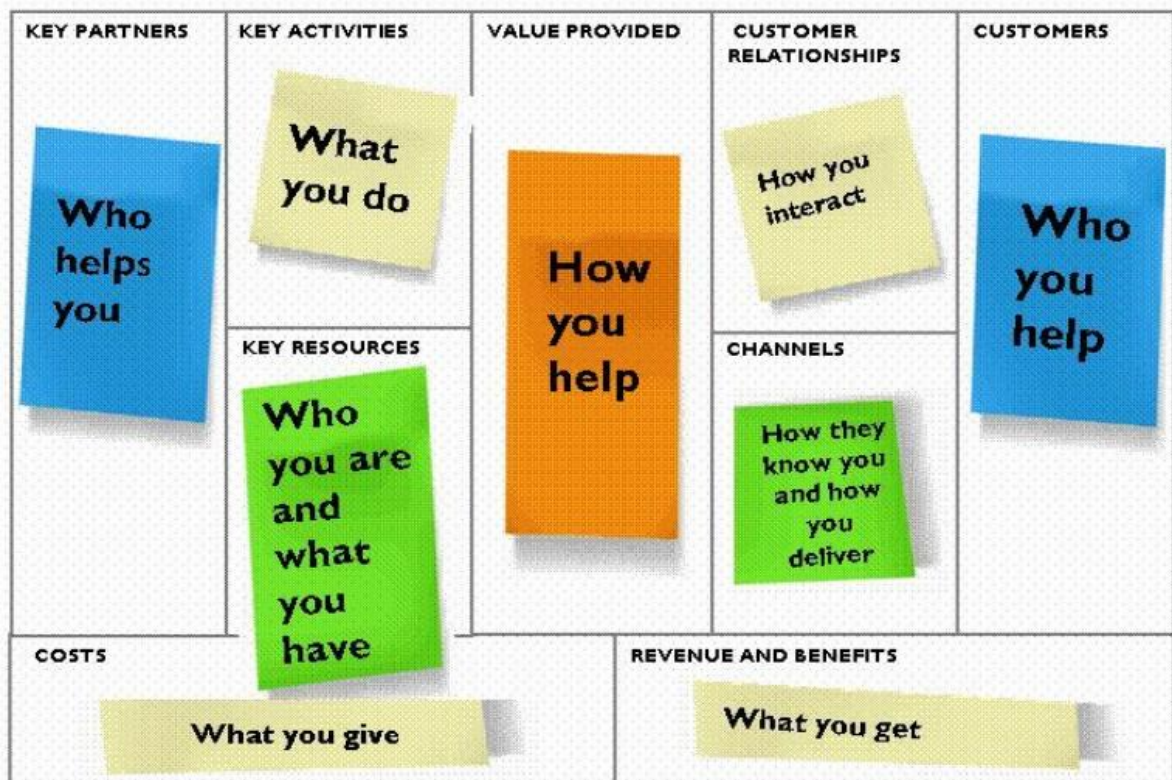 KEY PARTNERS
Who
helps
you
KEY ACTIVITIES
What
you do
KEY RESOURCES
Who
you are
and
what
you
have
VALUE PROVIDED
How
you
help
CUSTOMER
RELATIONSHIPS
How you
interact
CHANNELS
How they
know you
and how
you
deliver
CUSTOMERS
Who
you
help
COSTS
What you give
REVENUE AND BENEFITS
What you get